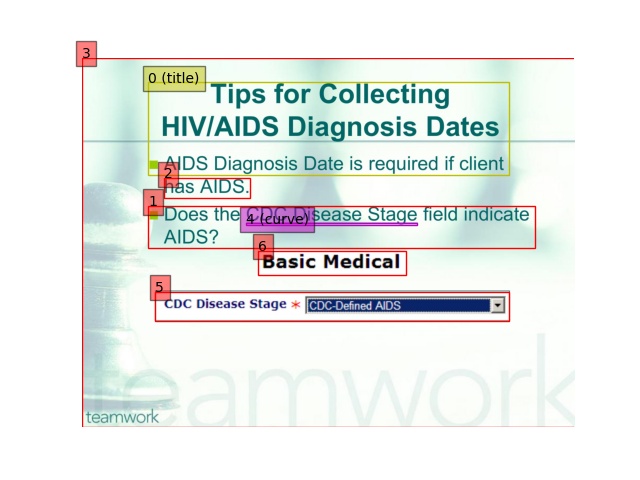 3
0 (title)
Tips for Collecting
HIV/AIDS Diagnosis Dates
AIDS Diagnosis Date is required if client
2
has AIDS.
1
Does the CDC Disease Stage field indicate
4 (curve)
AIDS?
6
Basic Medical
5
CDC Disease Stage * CDC-Defined AIDS
teamwork
teamwork